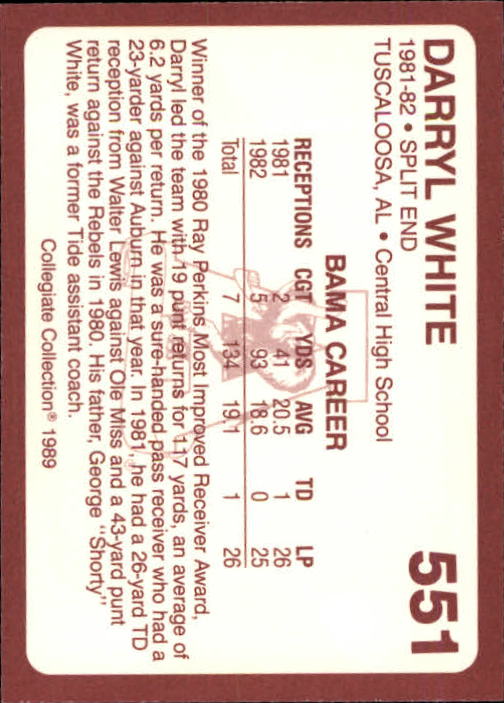 DARRYL WHITE 551
1981-82 • SPLIT END
TUSCALOOSA, AL • Central High School
BAMA CAREER
RECEPTIONS CGT YDS AVG TD LP
1981 2 41 20.5 1 26
1982 5 93 18.6 0 25
Total 7 134 19.1 1 26
Winner of the 1980 Ray Perkins Most Improved Receiver Award,
Darryl led the team with 19 punt returns for 117 yards, an average of
6.2 yards per return. He was a sure-handed pass receiver who had a
23-yarder against Auburn in that year. In 1981, he had a 26-yard TD
reception from Walter Lewis against Ole Miss and a 43-yard punt
return against the Rebels in 1980. His father, George "Shorty"
White, was a former Tide assistant coach.
Collegiate Collection® 1989